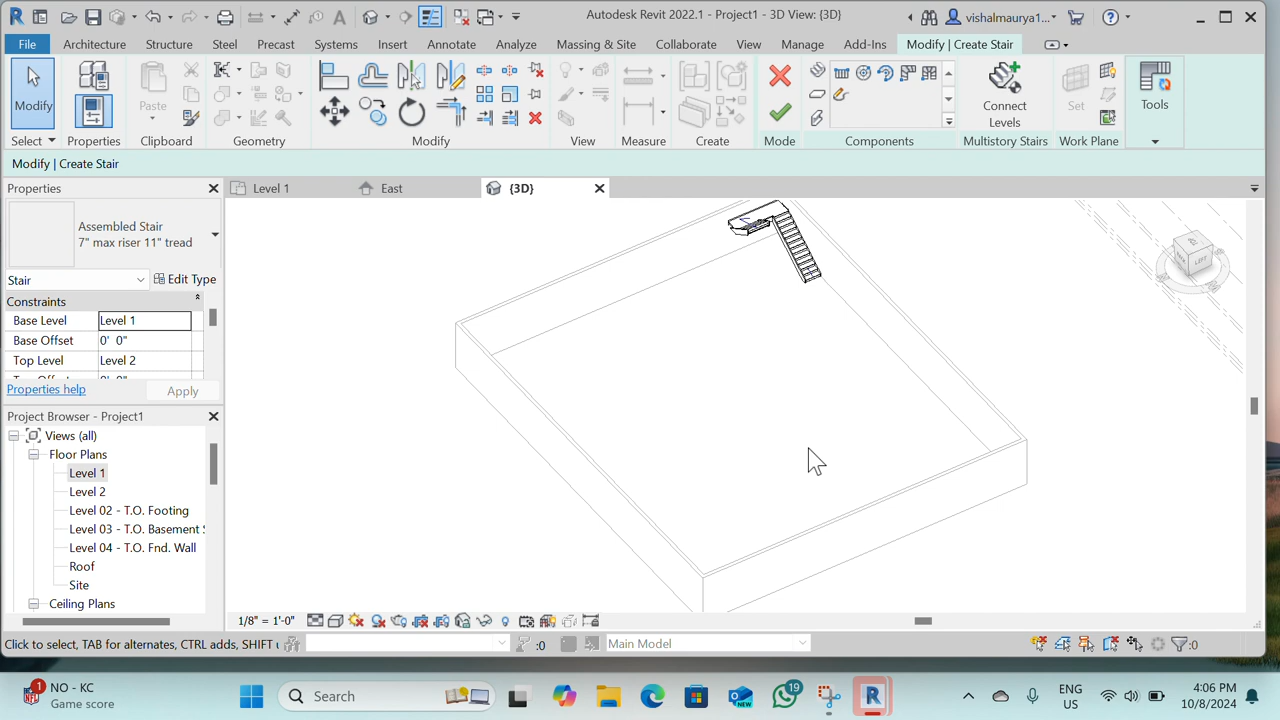 Autodesk Revit 2022.1 - Project1 - 3D View: {3D}
vishalmaurya1...
File Architecture Structure Steel Precast Systems Insert Annotate Analyze Massing & Site Collabora View Manage Add-Ins Modify | Create Stair
Modify
Paste
Connect
Levels
Set
Tools
Select Properties Clipboard Geometry Modify View Measure Create Mode Components Multistory Stairs Work Plane
Modify | Create Stair
Properties
Level 1
East
{3D}
Assembled Stair
7" max riser 11" tread
Stair
Edit Type
Constraints
Base Level Level 1
Base Offset 0' 0"
Top Level Level 2
Properties help
Apply
Project Browser - Project1
Views (all)
Floor Plans
Level 1
Level 2
Level 02 - T.O. Footing
Level 03 - T.O. Basement
Level 04 - T.O. Fnd. Wall
Roof
Site
Ceiling Plans
LEFT
1/8" = 1'-0"
Click to select, TAB for alternates, CTRL adds, SHIFT
:0
Main Model
:0
1
NO - KC
Game score
Search
NEW
19
R
ENG
US
4:06 PM
10/8/2024